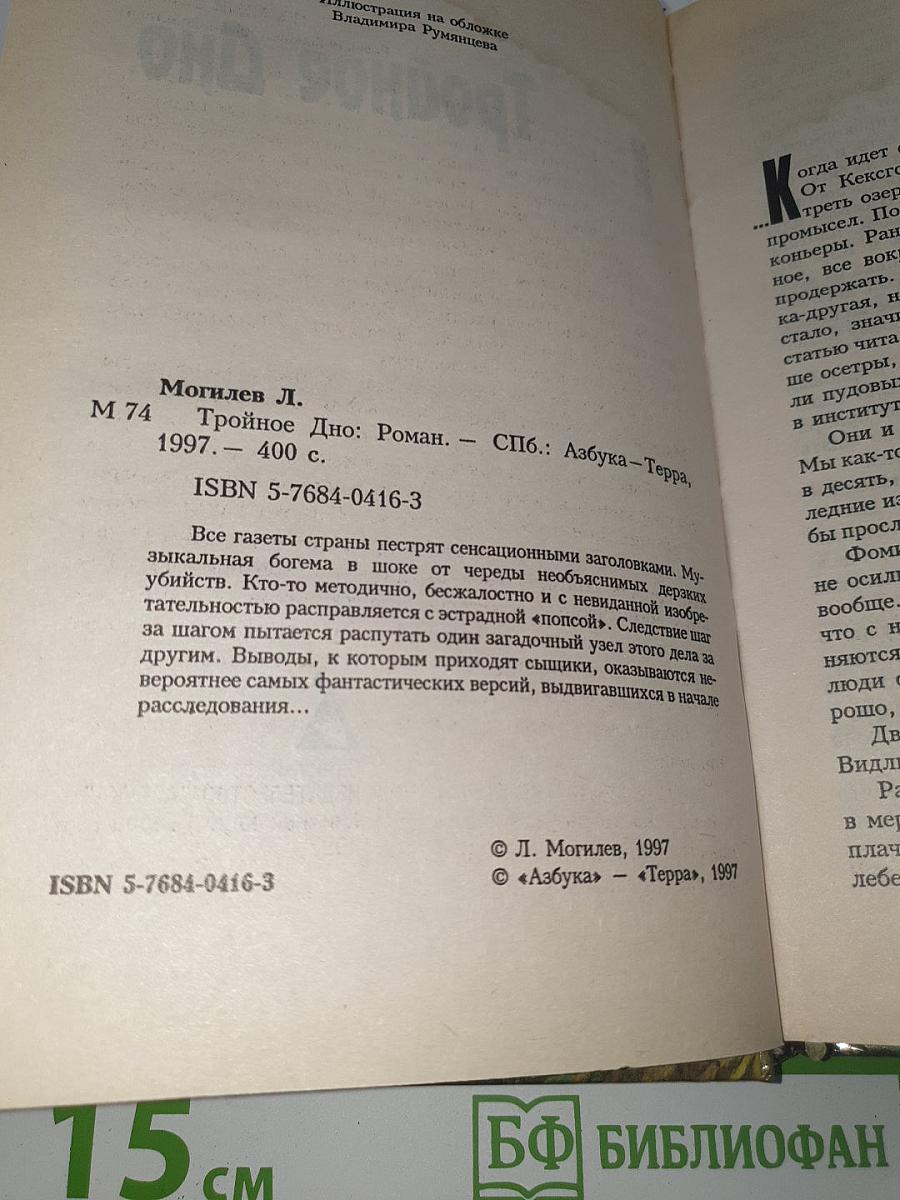 Иллюстрация на обложке
Владимира Румянцева
Тройное Дно
Могилев Л.
М 74 Тройное Дно: Роман. — СПб.: Азбука—Терра,
1997. — 400 с.
ISBN 5-7684-0416-3
Все газеты страны пестрят сенсационными заголовками. Му-
зыкальная богема в шоке от череды необъяснимых дерзких
убийств. Кто-то методично, бесжалостно и с невиданной изобре-
тательностью расправляется с эстрадной «попсой». Следствие шаг
за шагом пытается распутать один загадочный узел этого дела за
другим. Выводы, к которым приходят сыщики, оказываются не-
вероятнее самых фантастических версий, выдвигавшихся в начале
расследования...
© Л. Могилев, 1997
ISBN 5-7684-0416-3
© «Азбука» — «Терра», 1997
...Когда идет
От Кексго
треть озер
промысел. По
коньеры. Ран
ное, все вок
продержать.
ка-другая, н
стало, значи
статью чита
ше осетры,
ли пудовы
в институт
Они и
Мы как-то
в десять,
ледние из
бы просл
Фоми
не осили
вообще.
что с н
няются
люди
рошо,
Дв
Видли
Ра
в мер
плач
лебе
15 см
БФ БИБЛИОФАН